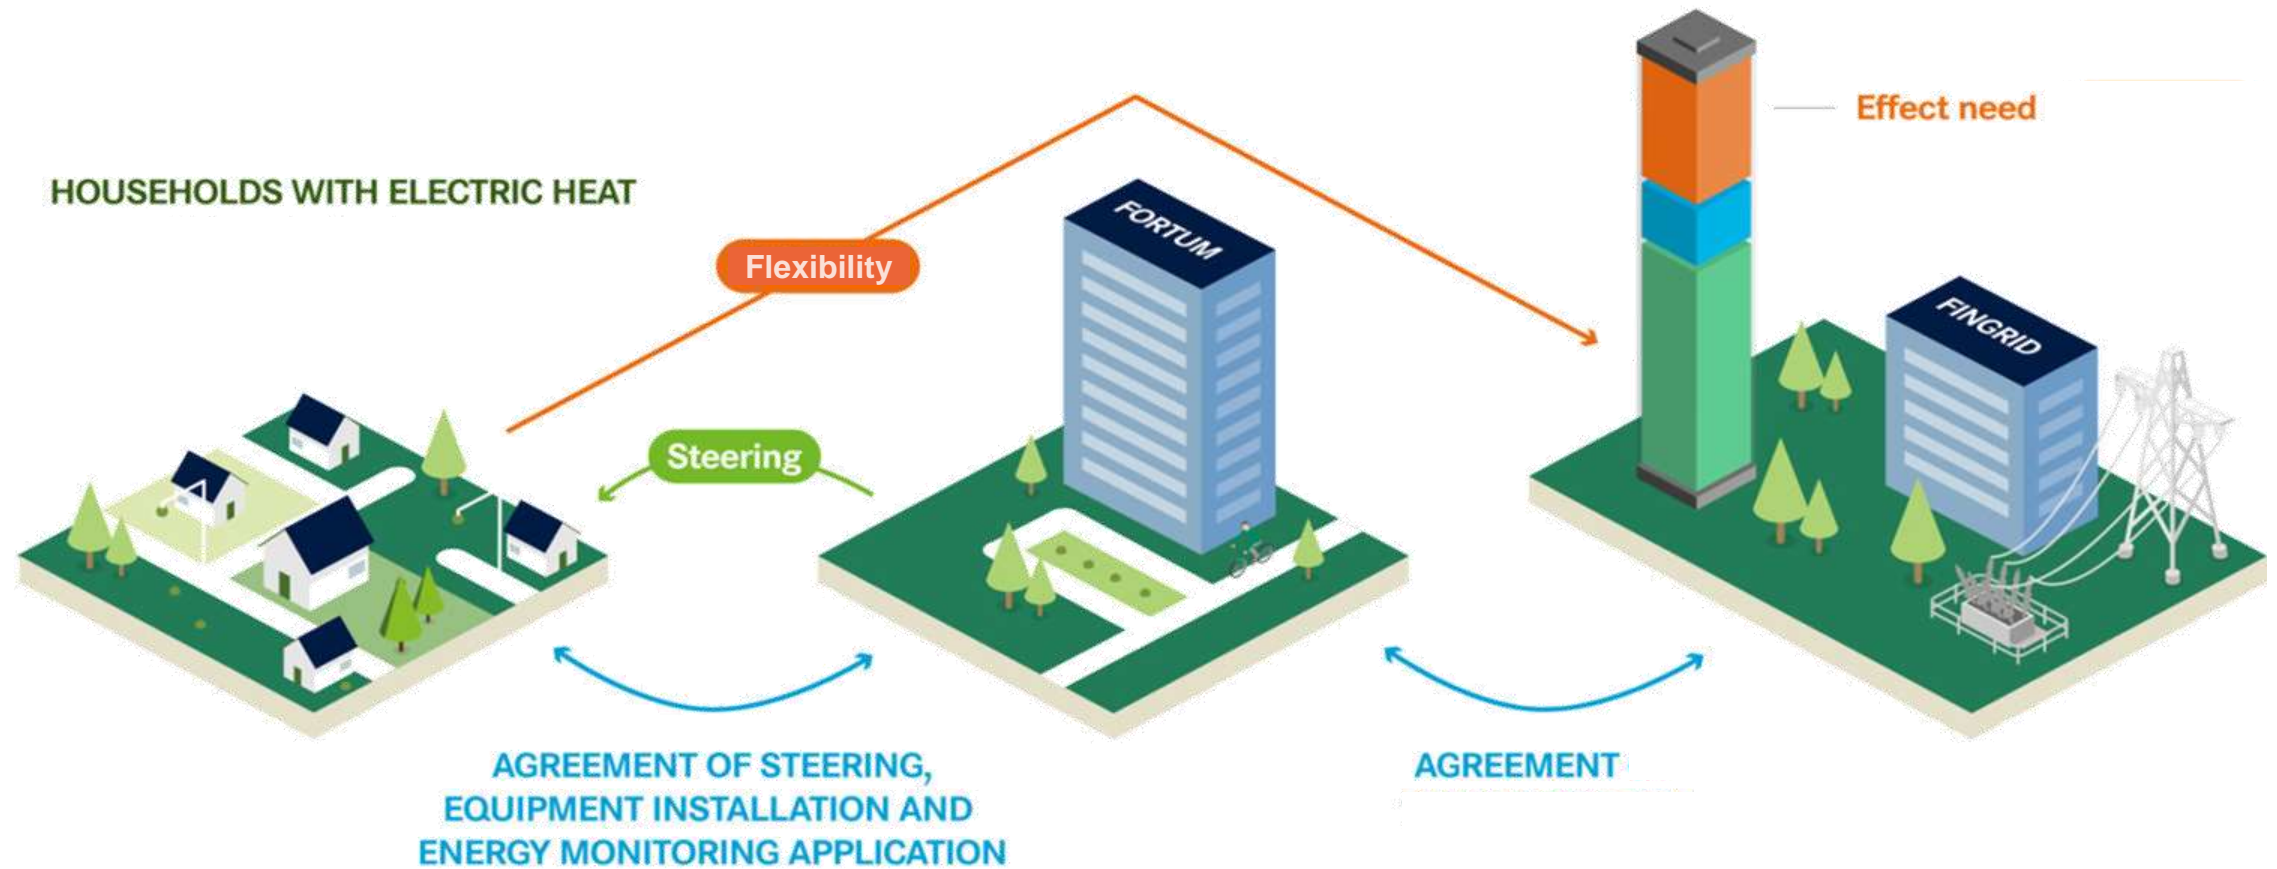 HOUSEHOLDS WITH ELECTRIC HEAT
Flexibility
Steering
FORTUM
Effect need
FINGRID
AGREEMENT OF STEERING,
EQUIPMENT INSTALLATION AND
ENERGY MONITORING APPLICATION
AGREEMENT